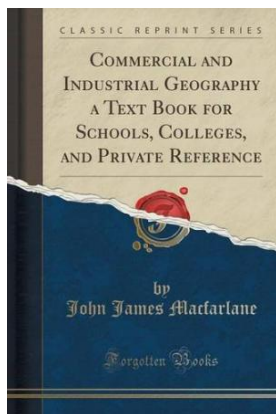 CLASSIC REPRINT SERIES
COMMERCIAL AND
INDUSTRIAL GEOGRAPHY
A TEXT BOOK FOR
SCHOOLS, COLLEGES,
AND PRIVATE REFERENCE
by
John James Macfarlane
Forgotten Books